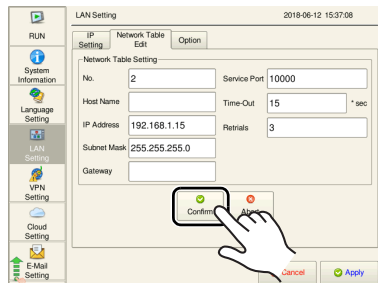 LAN Setting 2018-06-12 15:37:08
RUN
System
Information
Language
Setting
LAN
Setting
VPN
Setting
Cloud
Setting
E-Mail
Setting
IP
Setting
Network Table
Edit
Option
Network Table Setting
No. 2 Service Port 10000
Host Name Time-Out 15 * sec
IP Address 192.168.1.15 Retrials 3
Subnet Mask 255.255.255.0
Gateway
Confirm
Cancel Apply